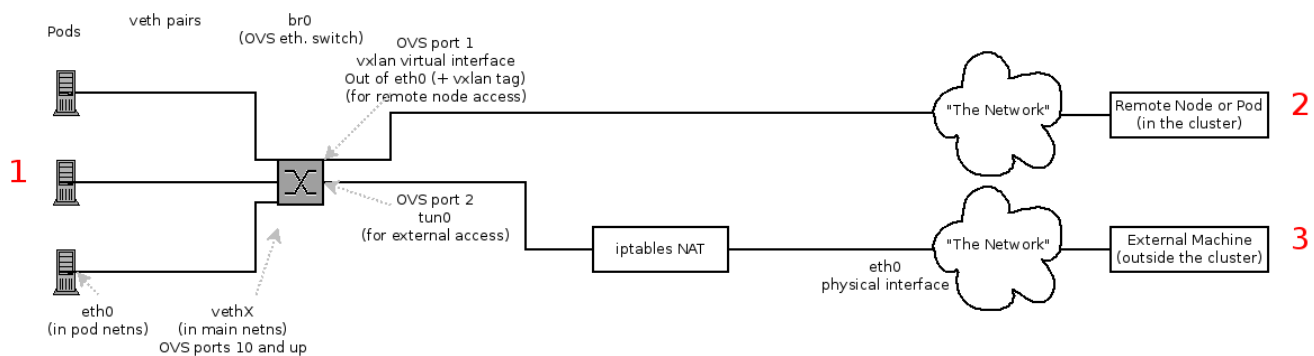 Pods
veth pairs
br0
(OVS eth. switch)
OVS port 1
vxlan virtual interface
Out of eth0 (+ vxlan tag)
(for remote node access)
"The Network"
Remote Node or Pod
(in the cluster)
2
1
OVS port 2
tun0
(for external access)
iptables NAT
"The Network"
External Machine
(outside the cluster)
3
eth0
physical interface
eth0
(in pod netns)
vethX
(in main netns)
OVS ports 10 and up